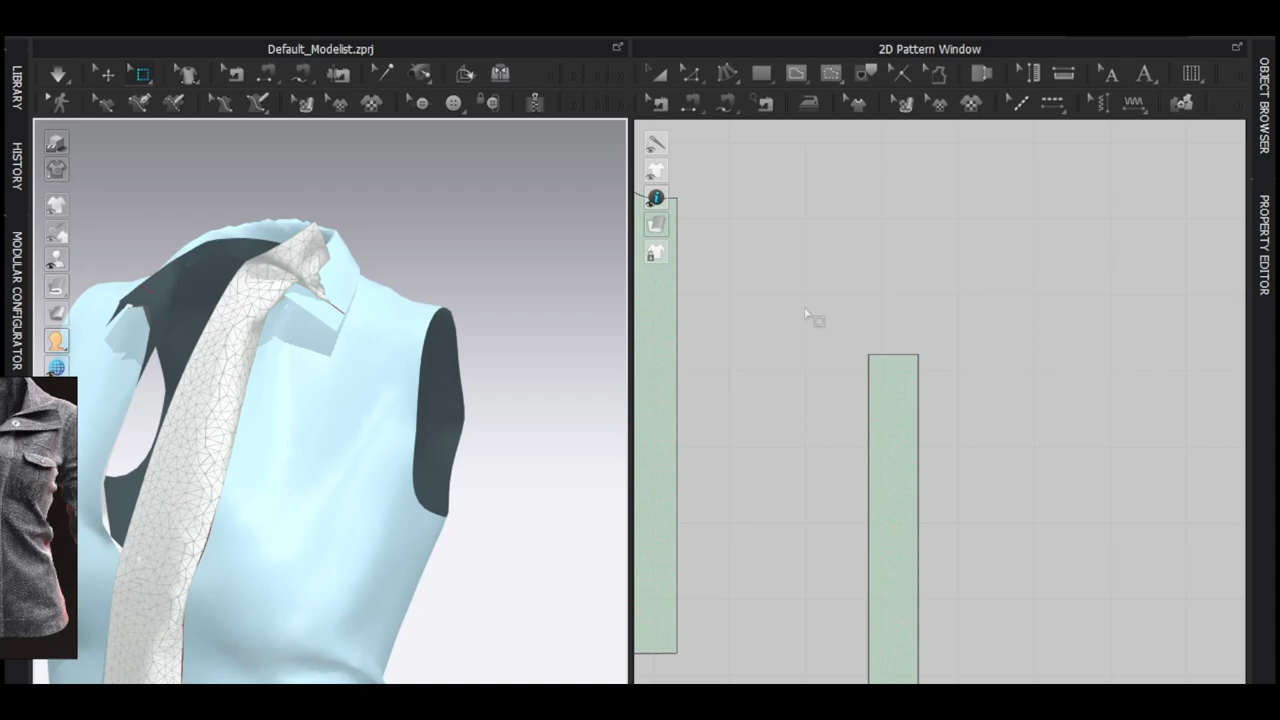 Default_Modelist.zprj
2D Pattern Window
LIBRARY
HISTORY
MODULAR CONFIGURATOR
OBJECT BROWSER
PROPERTY EDITOR
A
A
i